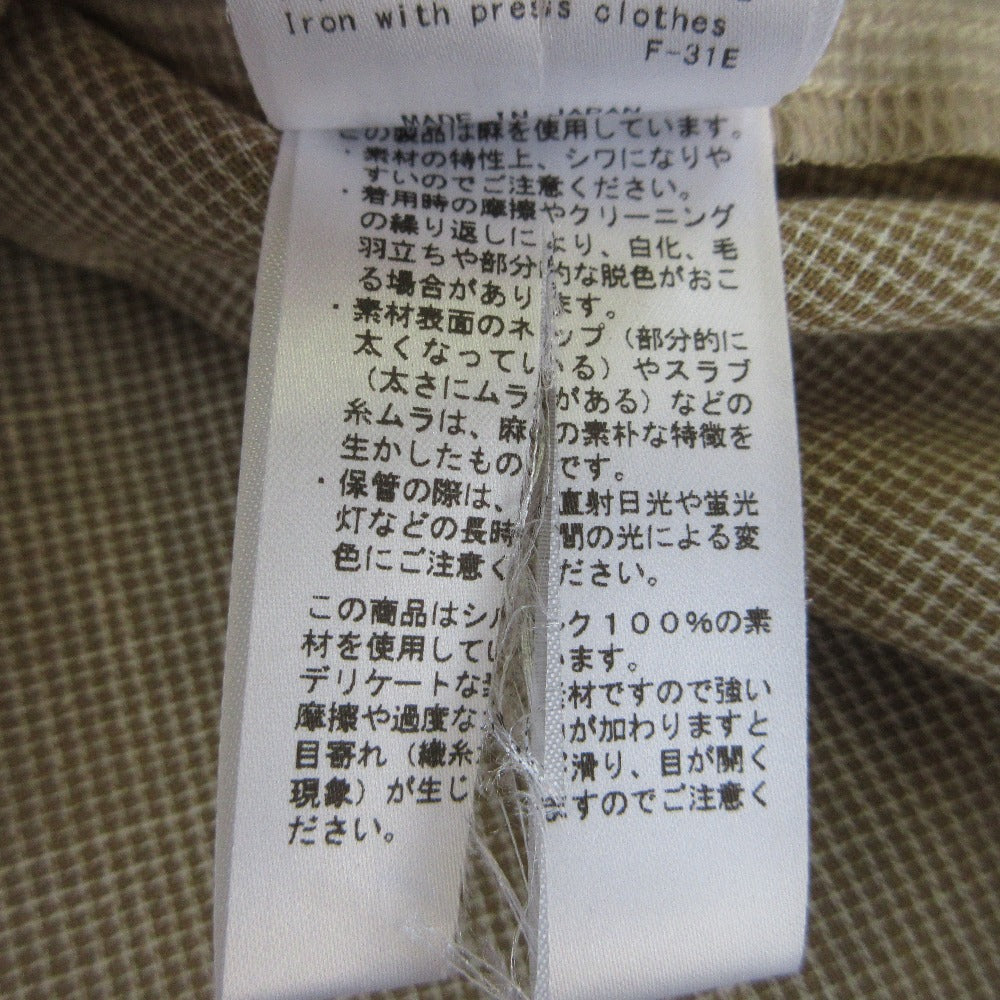 Iron with press clothes
F-31E
MADE IN JAPAN
この製品は麻を使用しています。
・素材の特性上、シワになりや
すいのでご注意ください。
・着用時の摩擦やクリーニング
の繰り返しにより、白化、毛
羽立ちや部分的な脱色がおこ
る場合があります。
・素材表面のネップ（部分的に
太くなっている）やスラブ
（太さにムラがある）などの
糸ムラは、麻の素朴な特徴を
生かしたものです。
・保管の際は、直射日光や蛍光
灯などの長時間の光による変
色にご注意ください。
この商品はシルク１００％の素
材を使用しています。
デリケートな素材ですので強い
摩擦や過度な が加わりますと
目寄れ（織糸 滑り、目が開く
現象）が生じますのでご注意く
ださい。